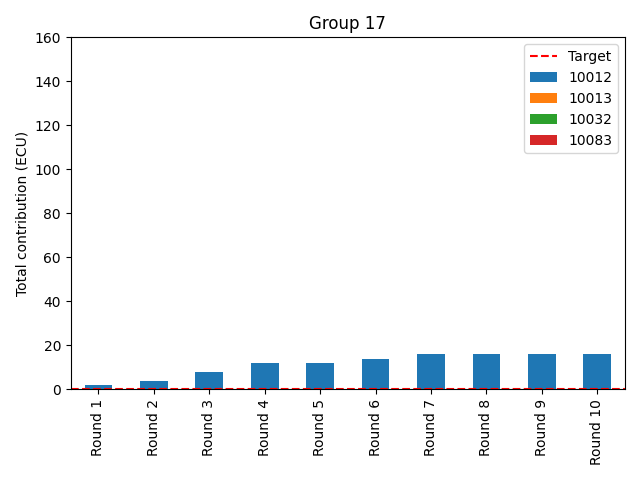 Group 17
Total contribution (ECU)
160
140
120
100
80
60
40
20
0
Target
10012
10013
10032
10083
Round 1
Round 2
Round 3
Round 4
Round 5
Round 6
Round 7
Round 8
Round 9
Round 10